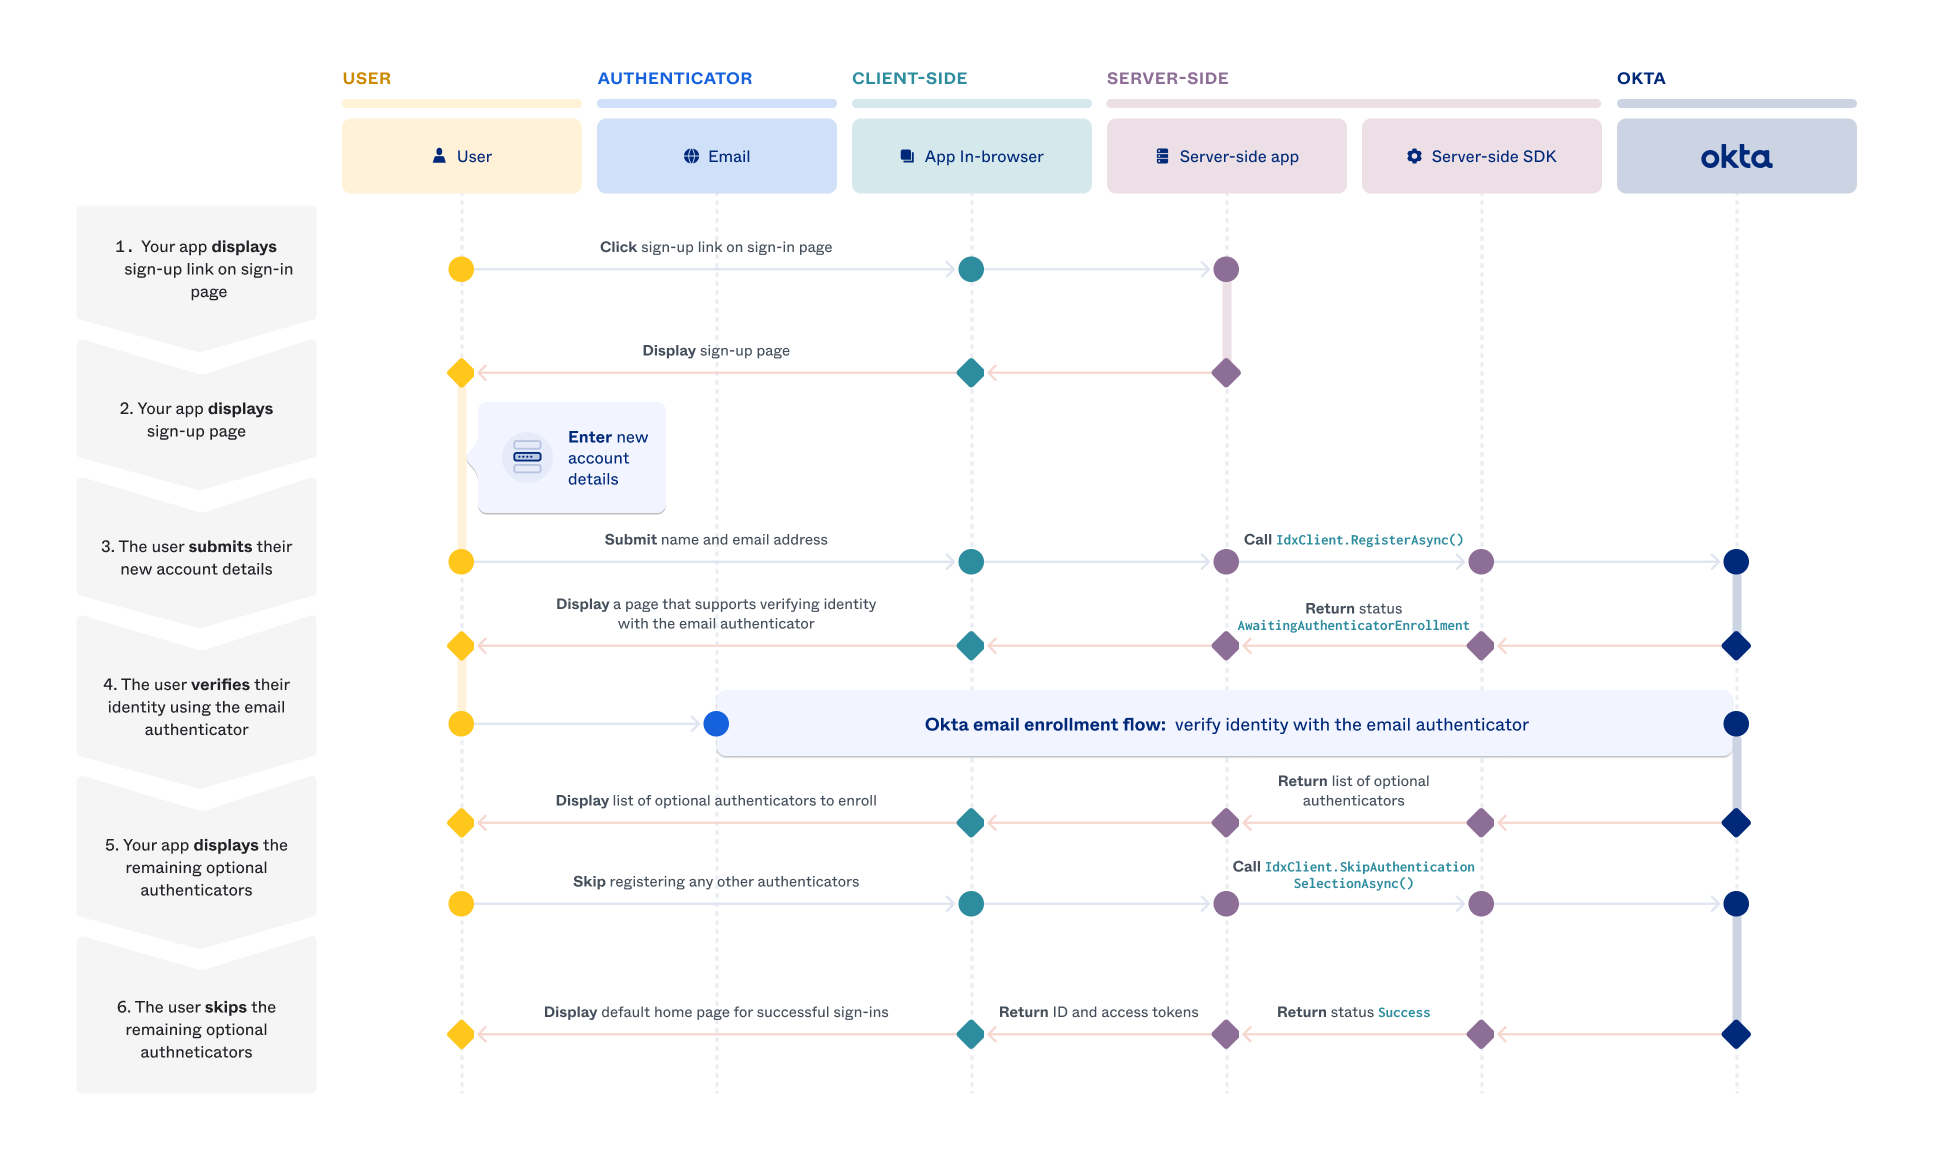 USER
AUTHENTICATOR
CLIENT-SIDE
SERVER-SIDE
OKTA
User
Email
App In-browser
Server-side app
Server-side SDK
okta
1. Your app displays
sign-up link on sign-in
page
Click sign-up link on sign-in page
Display sign-up page
2. Your app displays
sign-up page
Enter new
account
details
3. The user submits their
new account details
Submit name and email address
Call IdxClient.RegisterAsync()
Display a page that supports verifying identity
with the email authenticator
Return status
AwaitingAuthenticatorEnrollment
4. The user verifies their
identity using the email
authenticator
Okta email enrollment flow: verify identity with the email authenticator
Display list of optional authenticators to enroll
Return list of optional
authenticators
5. Your app displays the
remaining optional
authenticators
Skip registering any other authenticators
Call IdxClient.SkipAuthentication
SelectionAsync()
6. The user skips the
remaining optional
authneticators
Display default home page for successful sign-ins
Return ID and access tokens
Return status Success